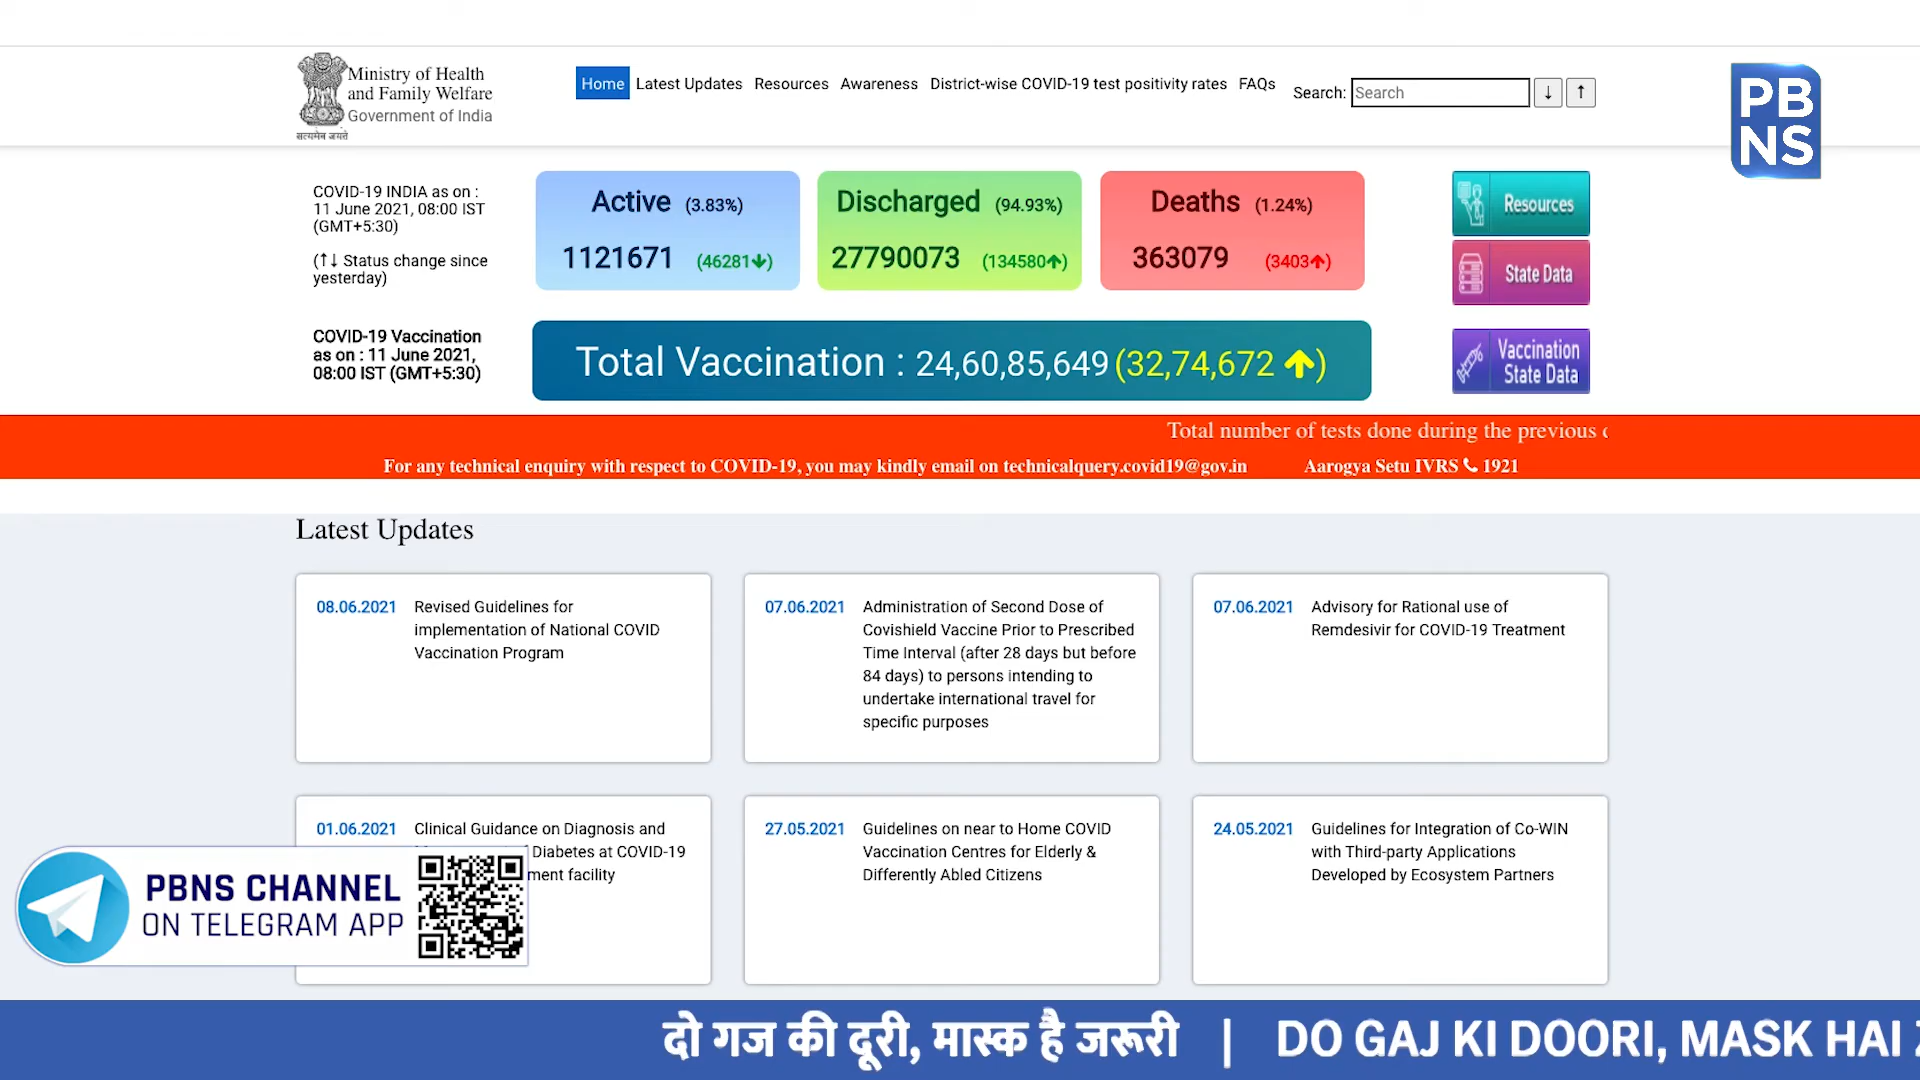 Ministry of Health
and Family Welfare
Government of India
सत्यमेव जयते
Home Latest Updates Resources Awareness District-wise COVID-19 test positivity rates FAQs Search: Search ↓ ↑
PB
NS
COVID-19 INDIA as on :
11 June 2021, 08:00 IST
(GMT+5:30)
(↑↓ Status change since
yesterday)
Active (3.83%)
1121671 (46281↓)
Discharged (94.93%)
27790073 (134580↑)
Deaths (1.24%)
363079 (3403↑)
Resources
State Data
COVID-19 Vaccination
as on : 11 June 2021,
08:00 IST (GMT+5:30)
Total Vaccination : 24,60,85,649 (32,74,672 ↑)
Vaccination
State Data
Total number of tests done during the previous
For any technical enquiry with respect to COVID-19, you may kindly email on technicalquery.covid19@gov.in Aarogya Setu IVRS 1921
Latest Updates
08.06.2021 Revised Guidelines for
implementation of National COVID
Vaccination Program
07.06.2021 Administration of Second Dose of
Covishield Vaccine Prior to Prescribed
Time Interval (after 28 days but before
84 days) to persons intending to
undertake international travel for
specific purposes
07.06.2021 Advisory for Rational use of
Remdesivir for COVID-19 Treatment
01.06.2021 Clinical Guidance on Diagnosis and
Diabetes at COVID-19
ment facility
27.05.2021 Guidelines on near to Home COVID
Vaccination Centres for Elderly &
Differently Abled Citizens
24.05.2021 Guidelines for Integration of Co-WIN
with Third-party Applications
Developed by Ecosystem Partners
PBNS CHANNEL
ON TELEGRAM APP
दो गज की दूरी, मास्क है जरूरी | DO GAJ KI DOORI, MASK HAI